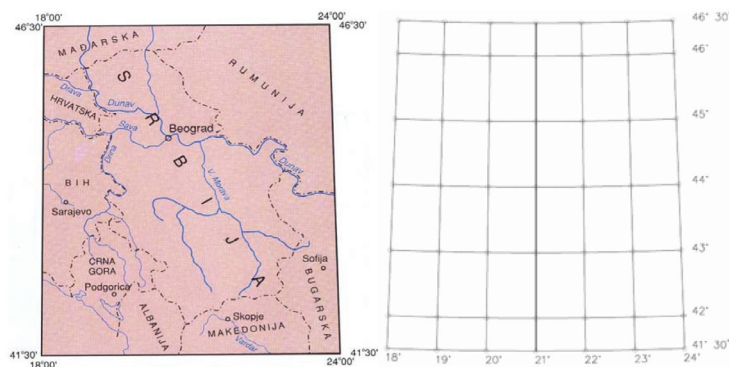 18°00'
24°00'
46°30'
MAĐARSKA
RUMUNIJA
SRBIJA
Drava
Dunav
HRVATSKA
Sava
Beograd
Drina
Dunav
V. Morava
BIH
Sarajevo
CRNA
GORA
Sofija
BUGARSKA
Podgorica
ALBANIJA
Skopje
MAKEDONIJA
Vardar
41°30'
41°30'
18°00'
24°00'
46° 30'
46°
45°
44°
43°
42°
41° 30'
18° 19° 20° 21° 22° 23° 24°